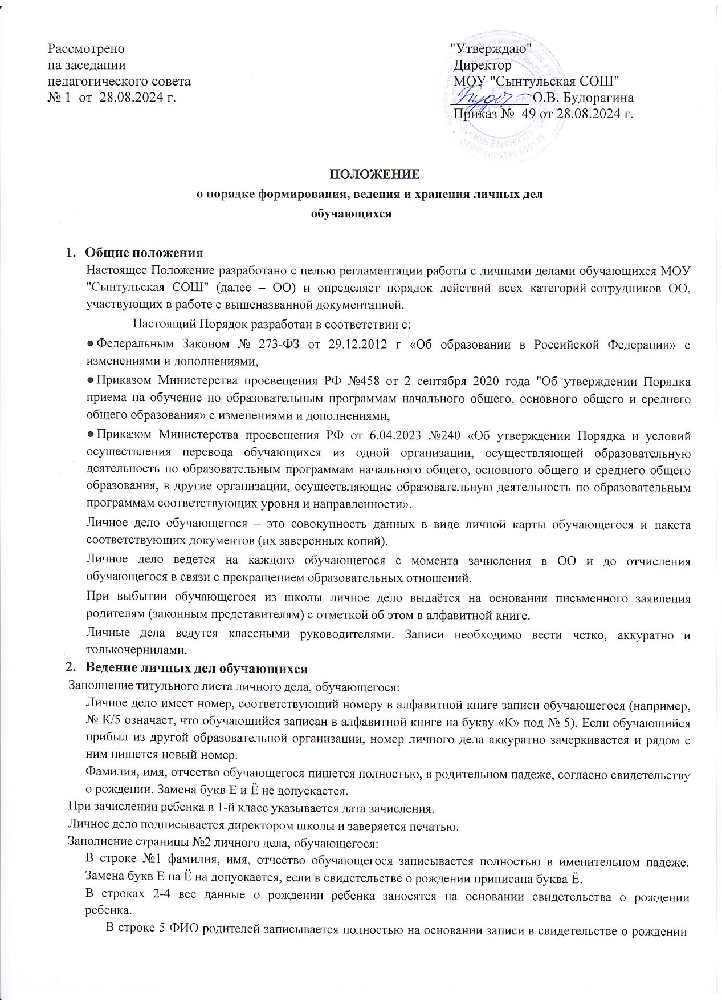 Рассмотрено
на заседании
педагогического совета
№ 1 от 28.08.2024 г.
"Утверждаю"
Директор
МОУ "Сынтульская СОШ"
О.В. Будорагина
Приказ № 49 от 28.08.2024 г.
ПОЛОЖЕНИЕ
о порядке формирования, ведения и хранения личных дел
обучающихся
1. Общие положения
Настоящее Положение разработано с целью регламентации работы с личными делами обучающихся МОУ
"Сынтульская СОШ" (далее – ОО) и определяет порядок действий всех категорий сотрудников ОО,
участвующих в работе с вышеназванной документацией.
Настоящий Порядок разработан в соответствии с:
● Федеральным Законом № 273-ФЗ от 29.12.2012 г «Об образовании в Российской Федерации» с
изменениями и дополнениями,
● Приказом Министерства просвещения РФ №458 от 2 сентября 2020 года "Об утверждении Порядка
приема на обучение по образовательным программам начального общего, основного общего и среднего
общего образования» с изменениями и дополнениями,
● Приказом Министерства просвещения РФ от 6.04.2023 №240 «Об утверждении Порядка и условий
осуществления перевода обучающихся из одной организации, осуществляющей образовательную
деятельность по образовательным программам начального общего, основного общего и среднего общего
образования, в другие организации, осуществляющие образовательную деятельность по образовательным
программам соответствующих уровня и направленности».
Личное дело обучающегося – это совокупность данных в виде личной карты обучающегося и пакета
соответствующих документов (их заверенных копий).
Личное дело ведется на каждого обучающегося с момента зачисления в ОО и до отчисления
обучающегося в связи с прекращением образовательных отношений.
При выбытии обучающегося из школы личное дело выдаётся на основании письменного заявления
родителям (законным представителям) с отметкой об этом в алфавитной книге.
Личные дела ведутся классными руководителями. Записи необходимо вести четко, аккуратно и
толькочернилами.
2. Ведение личных дел обучающихся
Заполнение титульного листа личного дела, обучающегося:
Личное дело имеет номер, соответствующий номеру в алфавитной книге записи обучающегося (например,
№ К/5 означает, что обучающийся записан в алфавитной книге на букву «К» под № 5). Если обучающийся
прибыл из другой образовательной организации, номер личного дела аккуратно зачеркивается и рядом с
ним пишется новый номер.
Фамилия, имя, отчество обучающегося пишется полностью, в родительном падеже, согласно свидетельству
о рождении. Замена букв Е и Ё не допускается.
При зачислении ребенка в 1-й класс указывается дата зачисления.
Личное дело подписывается директором школы и заверяется печатью.
Заполнение страницы №2 личного дела, обучающегося:
В строке №1 фамилия, имя, отчество обучающегося записывается полностью в именительном падеже.
Замена букв Е на Ё на допускается, если в свидетельстве о рождении приписана буква Ё.
В строках 2-4 все данные о рождении ребенка заносятся на основании свидетельства о рождении
ребенка.
В строке 5 ФИО родителей записывается полностью на основании записи в свидетельстве о рождении